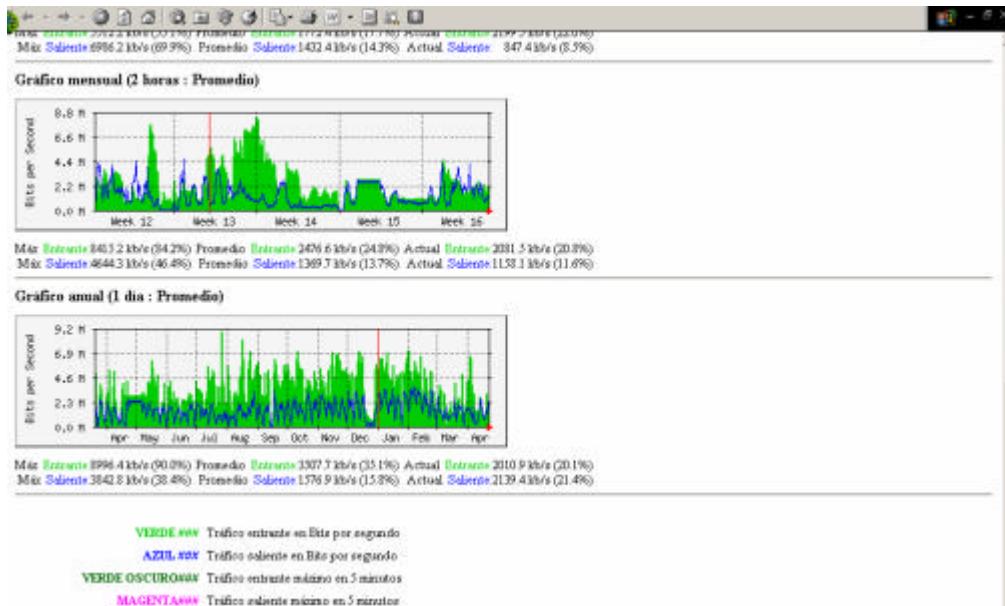 Máx Saliente 6986.2 kb/s (69.9%) Promedio Saliente 1432.4 kb/s (14.3%) Actual Saliente 847.4 kb/s (8.5%)
Gráfico mensual (2 horas : Promedio)
Bits per Second
8.8 M
6.6 M
4.4 M
2.2 M
0.0 M
Week 12 Week 13 Week 14 Week 15 Week 16
Máx Entrante 8413.2 kb/s (84.2%) Promedio Entrante 2476.6 kb/s (24.8%) Actual Entrante 2081.5 kb/s (20.8%)
Máx Saliente 4644.3 kb/s (46.4%) Promedio Saliente 1369.7 kb/s (13.7%) Actual Saliente 1158.1 kb/s (11.6%)
Gráfico anual (1 dia : Promedio)
Bits per Second
9.2 M
6.9 M
4.6 M
2.3 M
0.0 M
Apr May Jun Jul Aug Sep Oct Nov Dec Jan Feb Mar Apr
Máx Entrante 8996.4 kb/s (90.0%) Promedio Entrante 3507.7 kb/s (35.1%) Actual Entrante 2010.9 kb/s (20.1%)
Máx Saliente 3842.8 kb/s (38.4%) Promedio Saliente 1576.9 kb/s (15.8%) Actual Saliente 2139.4 kb/s (21.4%)
VERDE ### Tráfico entrante en Bits por segundo
AZUL ### Tráfico saliente en Bits por segundo
VERDE OSCURO### Tráfico entrante máximo en 5 minutos
MAGENTA### Tráfico saliente máximo en 5 minutos